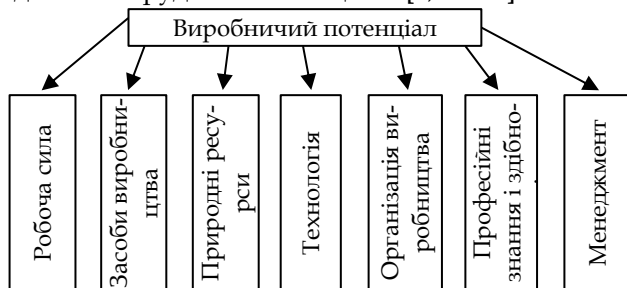 Виробничий потенціал
Робоча сила
Засоби виробни-
цтва
Природні ресу-
рси
Технологія
Організація ви-
робництва
Професійні
знання і здібно-
Менеджмент